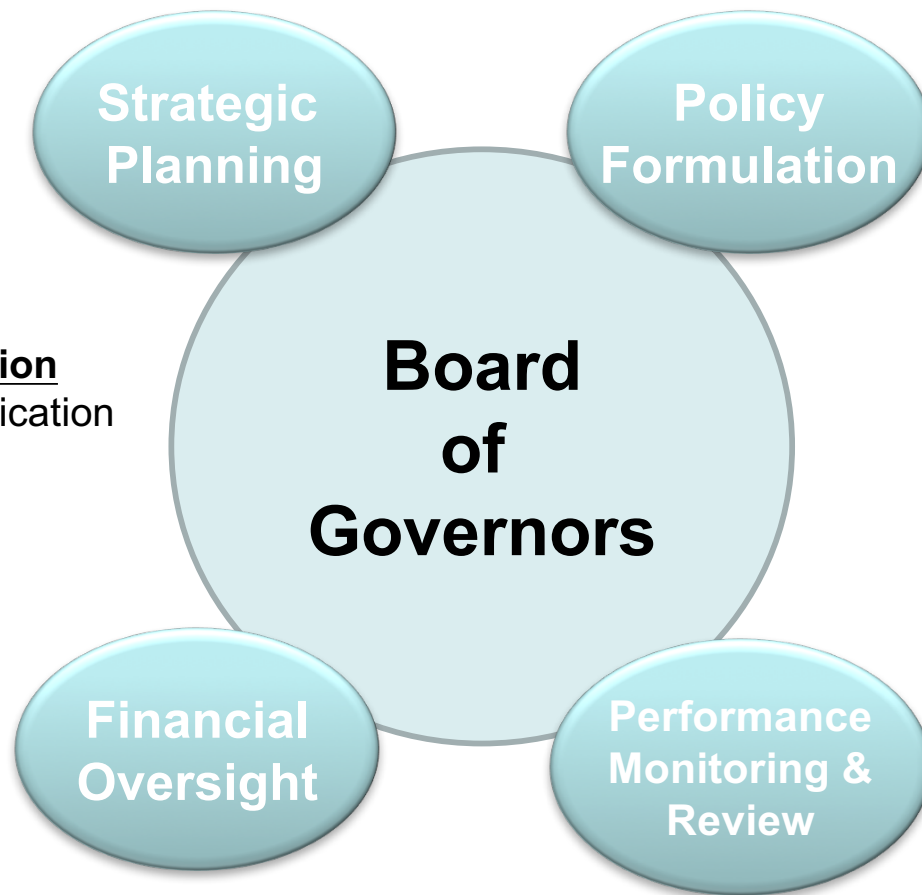 Strategic
Planning
Policy
Formulation
ion
ication
Board
of
Governors
Financial
Oversight
Performance
Monitoring &
Review